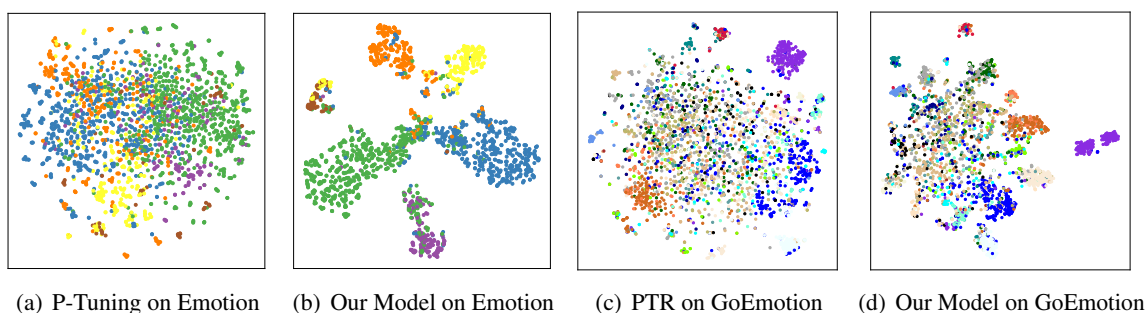 (a) P-Tuning on Emotion
(b) Our Model on Emotion
(c) PTR on GoEmotion
(d) Our Model on GoEmotion